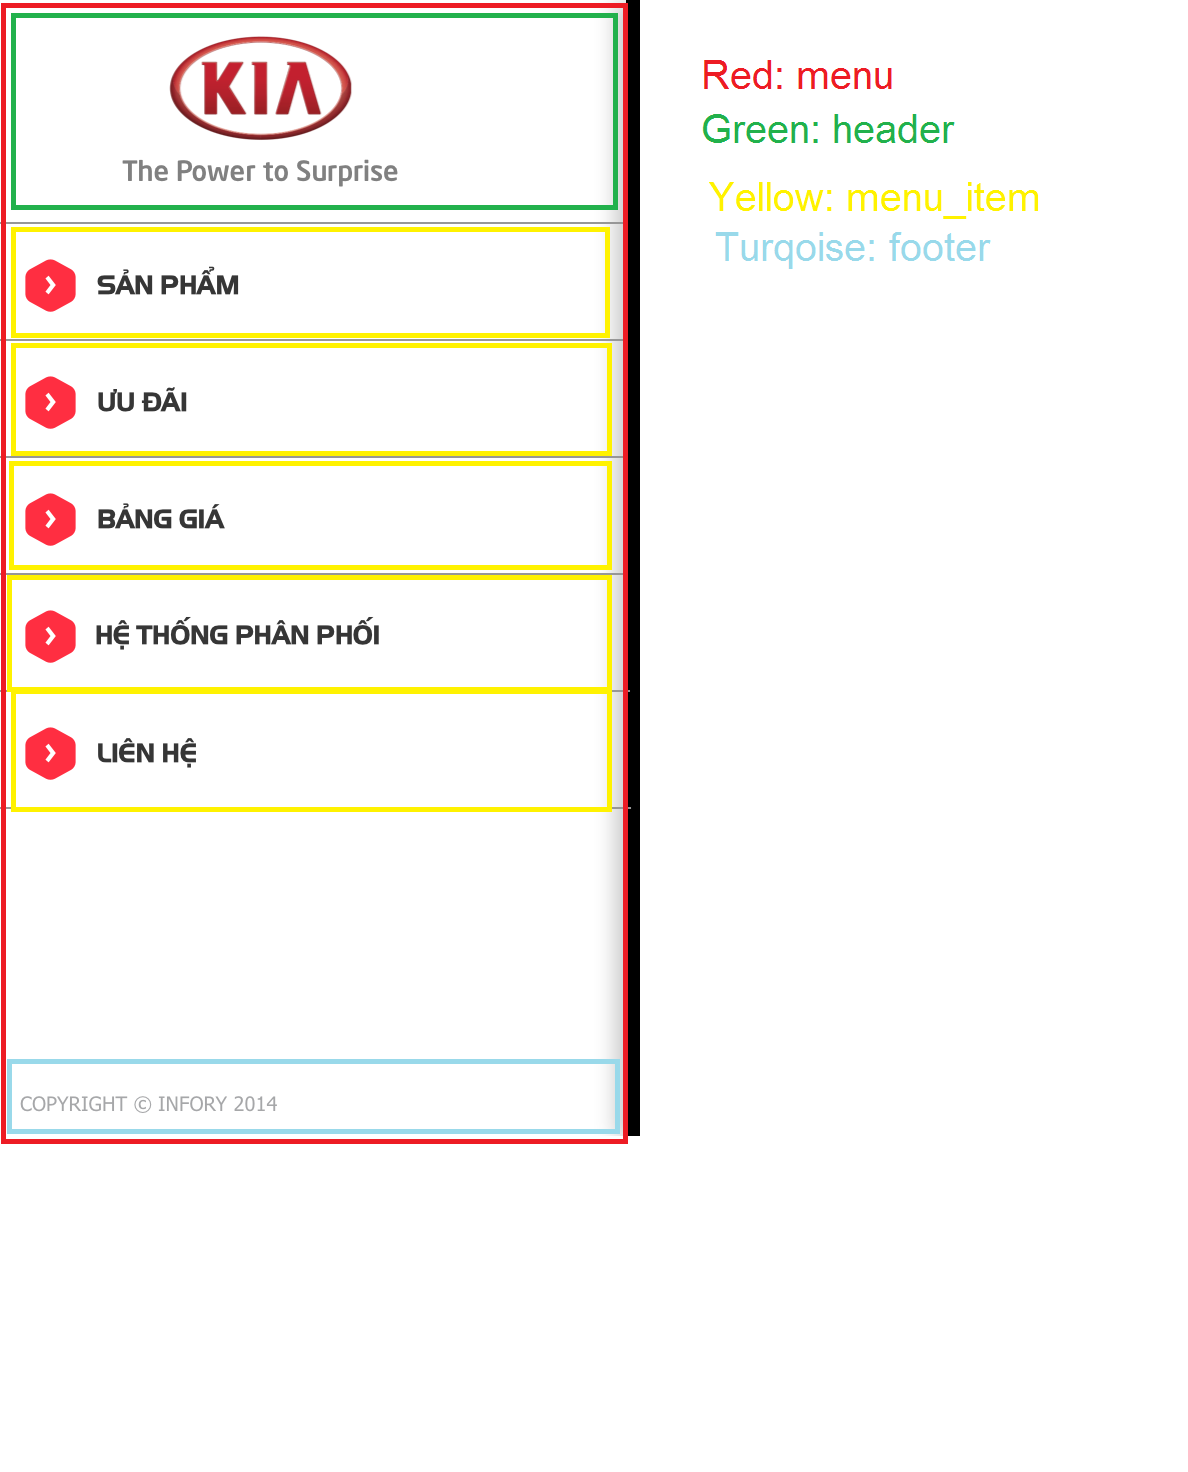 KIA
The Power to Surprise
SẢN PHẨM
ƯU ĐÃI
BẢNG GIÁ
HỆ THỐNG PHÂN PHỐI
LIÊN HỆ
COPYRIGHT © INFORY 2014
Red: menu
Green: header
Yellow: menu_item
Turqoise: footer